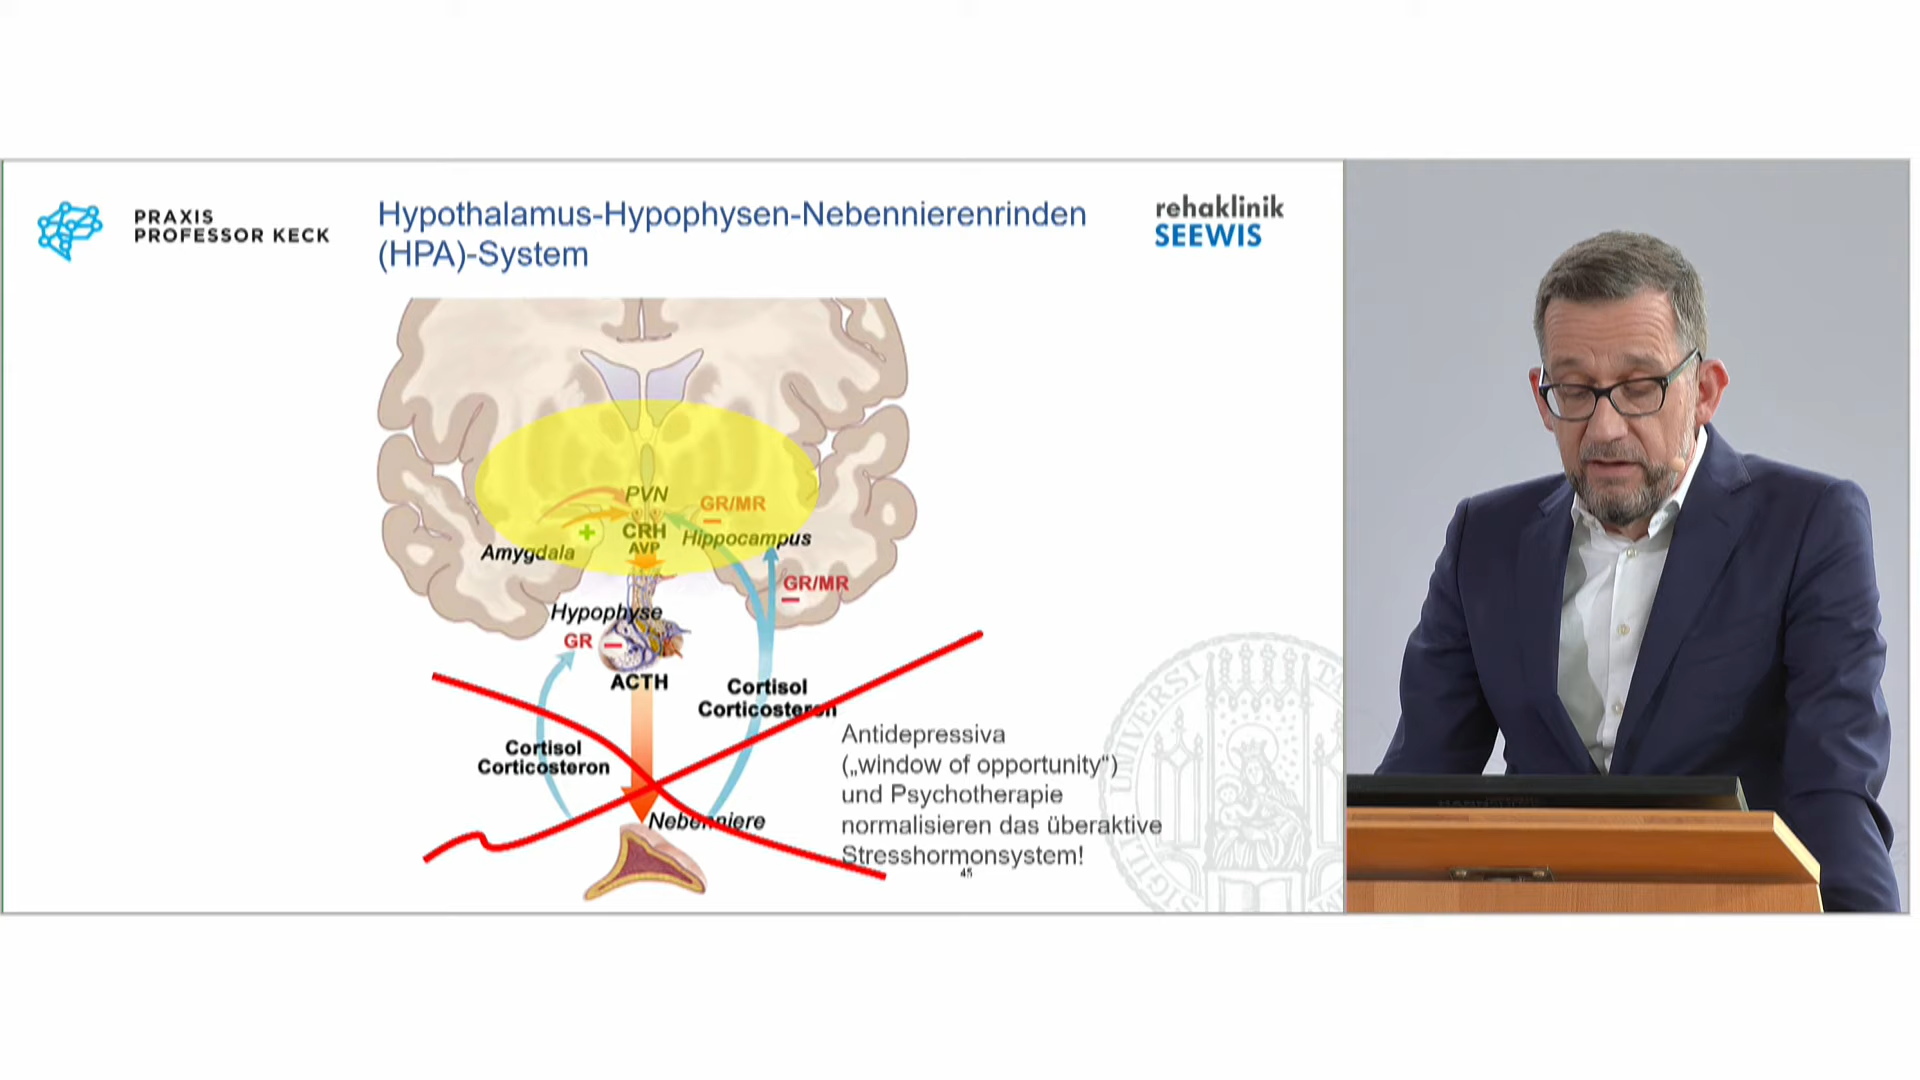 PRAXIS
PROFESSOR KECK
Hypothalamus-Hypophysen-Nebennierenrinden
(HPA)-System
rehaklinik
SEEWIS
PVN
GR/MR
CRH
AVP
Hippocampus
Amygdala
GR/MR
Hypophyse
GR
ACTH
Cortisol
Corticosteron
Cortisol
Corticosteron
Nebenniere
Antidepressiva
(„window of opportunity“)
und Psychotherapie
normalisieren das überaktive
Stresshormonsystem!
45